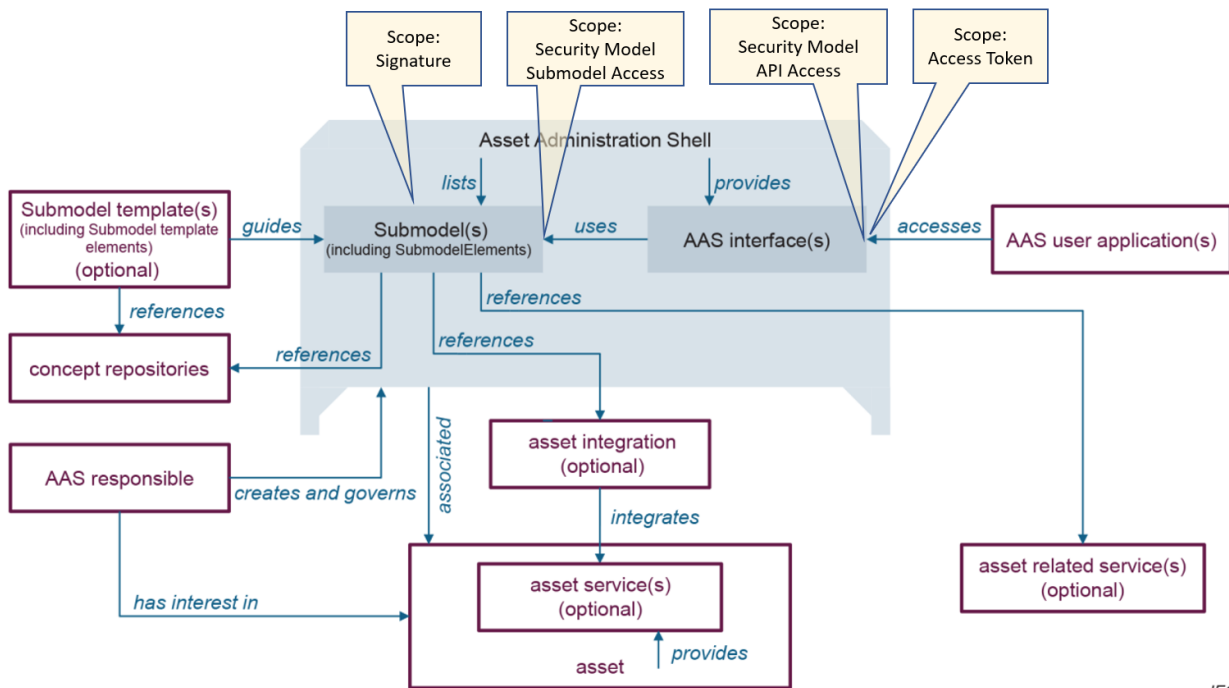 Scope:
Signature
Scope:
Security Model
Submodel Access
Scope:
Security Model
API Access
Scope:
Access Token
Asset Administration Shell
lists
provides
Submodel template(s)
(including Submodel template
elements)
(optional)
guides
Submodel(s)
(including SubmodelElements)
uses
AAS interface(s)
accesses
AAS user application(s)
references
references
references
references
concept repositories
AAS responsible
creates and governs
associated
asset integration
(optional)
integrates
has interest in
asset service(s)
(optional)
provides
asset
asset related service(s)
(optional)